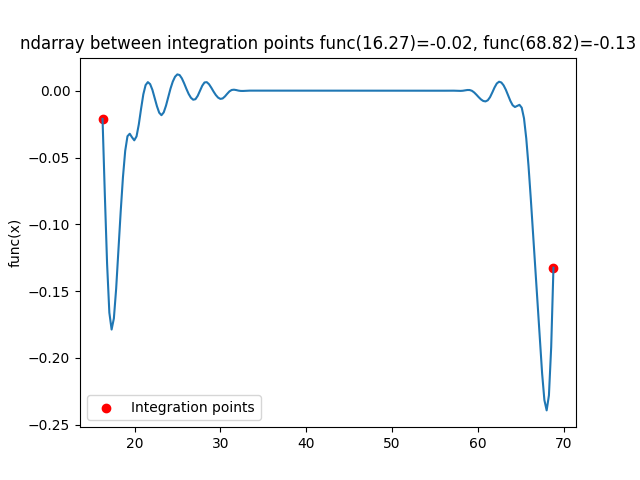 ndarray between integration points func(16.27)=-0.02, func(68.82)=-0.13
0.00
−0.05
−0.10
−0.15
−0.20
−0.25
func(x)
Integration points
20 30 40 50 60 70